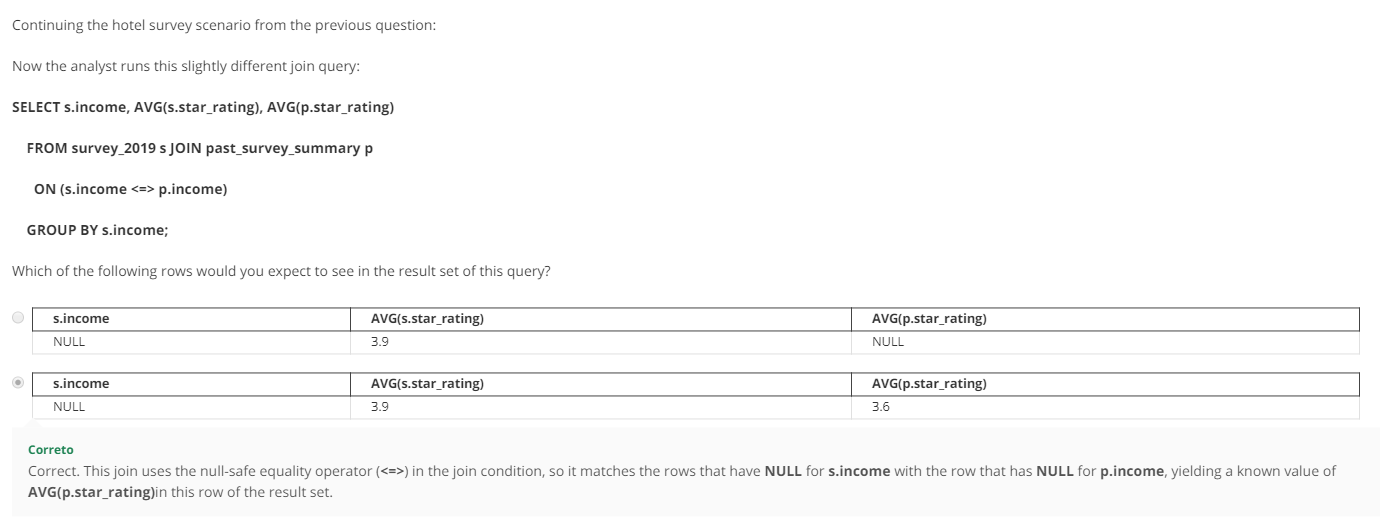 Continuing the hotel survey scenario from the previous question:
Now the analyst runs this slightly different join query:
SELECT s.income, AVG(s.star_rating), AVG(p.star_rating)
FROM survey_2019 s JOIN past_survey_summary p
ON (s.income <=> p.income)
GROUP BY s.income;
Which of the following rows would you expect to see in the result set of this query?
s.income AVG(s.star_rating) AVG(p.star_rating)
NULL 3.9 NULL
s.income AVG(s.star_rating) AVG(p.star_rating)
NULL 3.9 3.6
Correto
Correct. This join uses the null-safe equality operator (<=>) in the join condition, so it matches the rows that have NULL for s.income with the row that has NULL for p.income, yielding a known value of
AVG(p.star_rating)in this row of the result set.